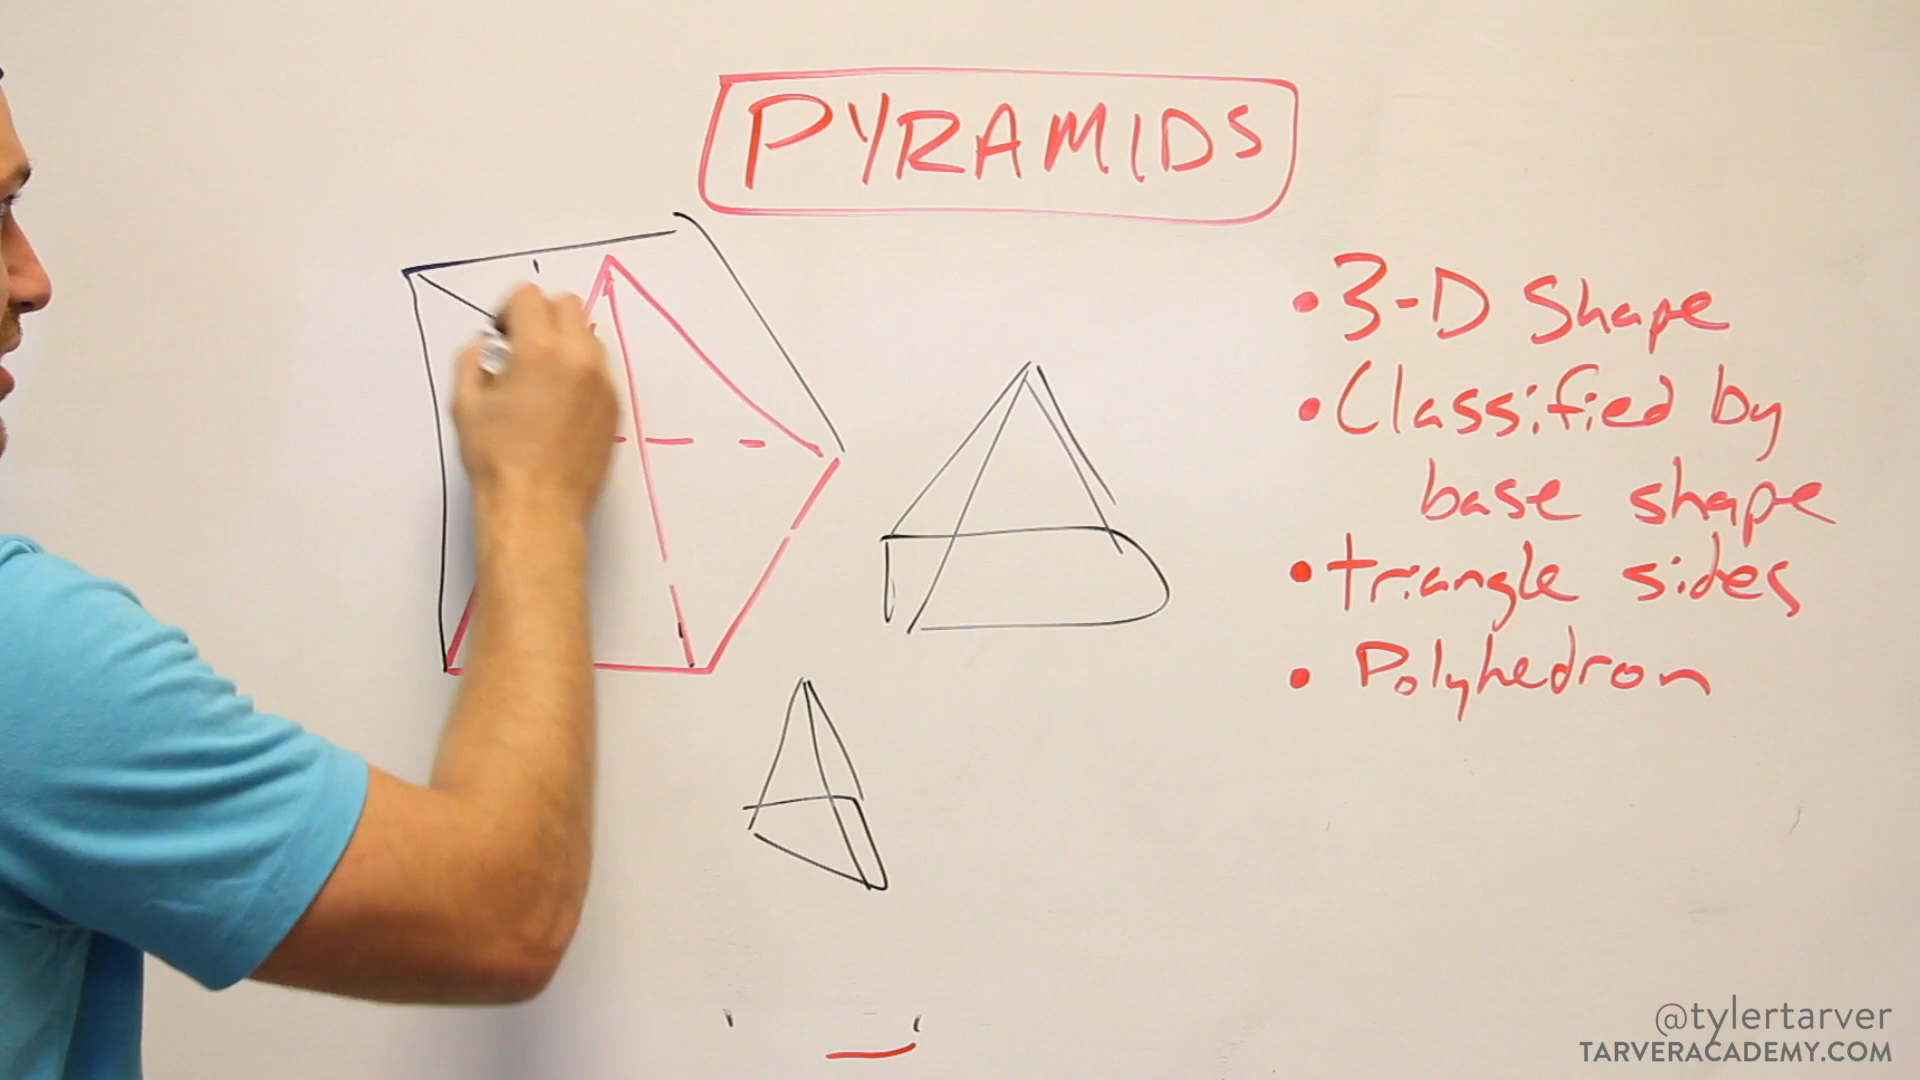 PYRAMIDS
• 3-D Shape
• Classified by
base shape
• triangle sides
• Polyhedron
@tylertarver
TARVERACADEMY.COM